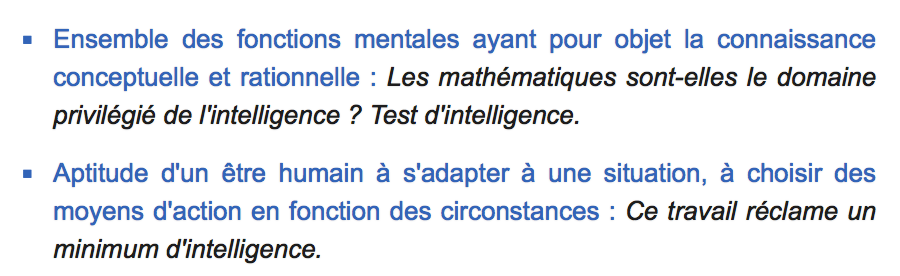 ▪ Ensemble des fonctions mentales ayant pour objet la connaissance
conceptuelle et rationnelle : Les mathématiques sont-elles le domaine
privilégié de l'intelligence ? Test d'intelligence.
▪ Aptitude d'un être humain à s'adapter à une situation, à choisir des
moyens d'action en fonction des circonstances : Ce travail réclame un
minimum d'intelligence.